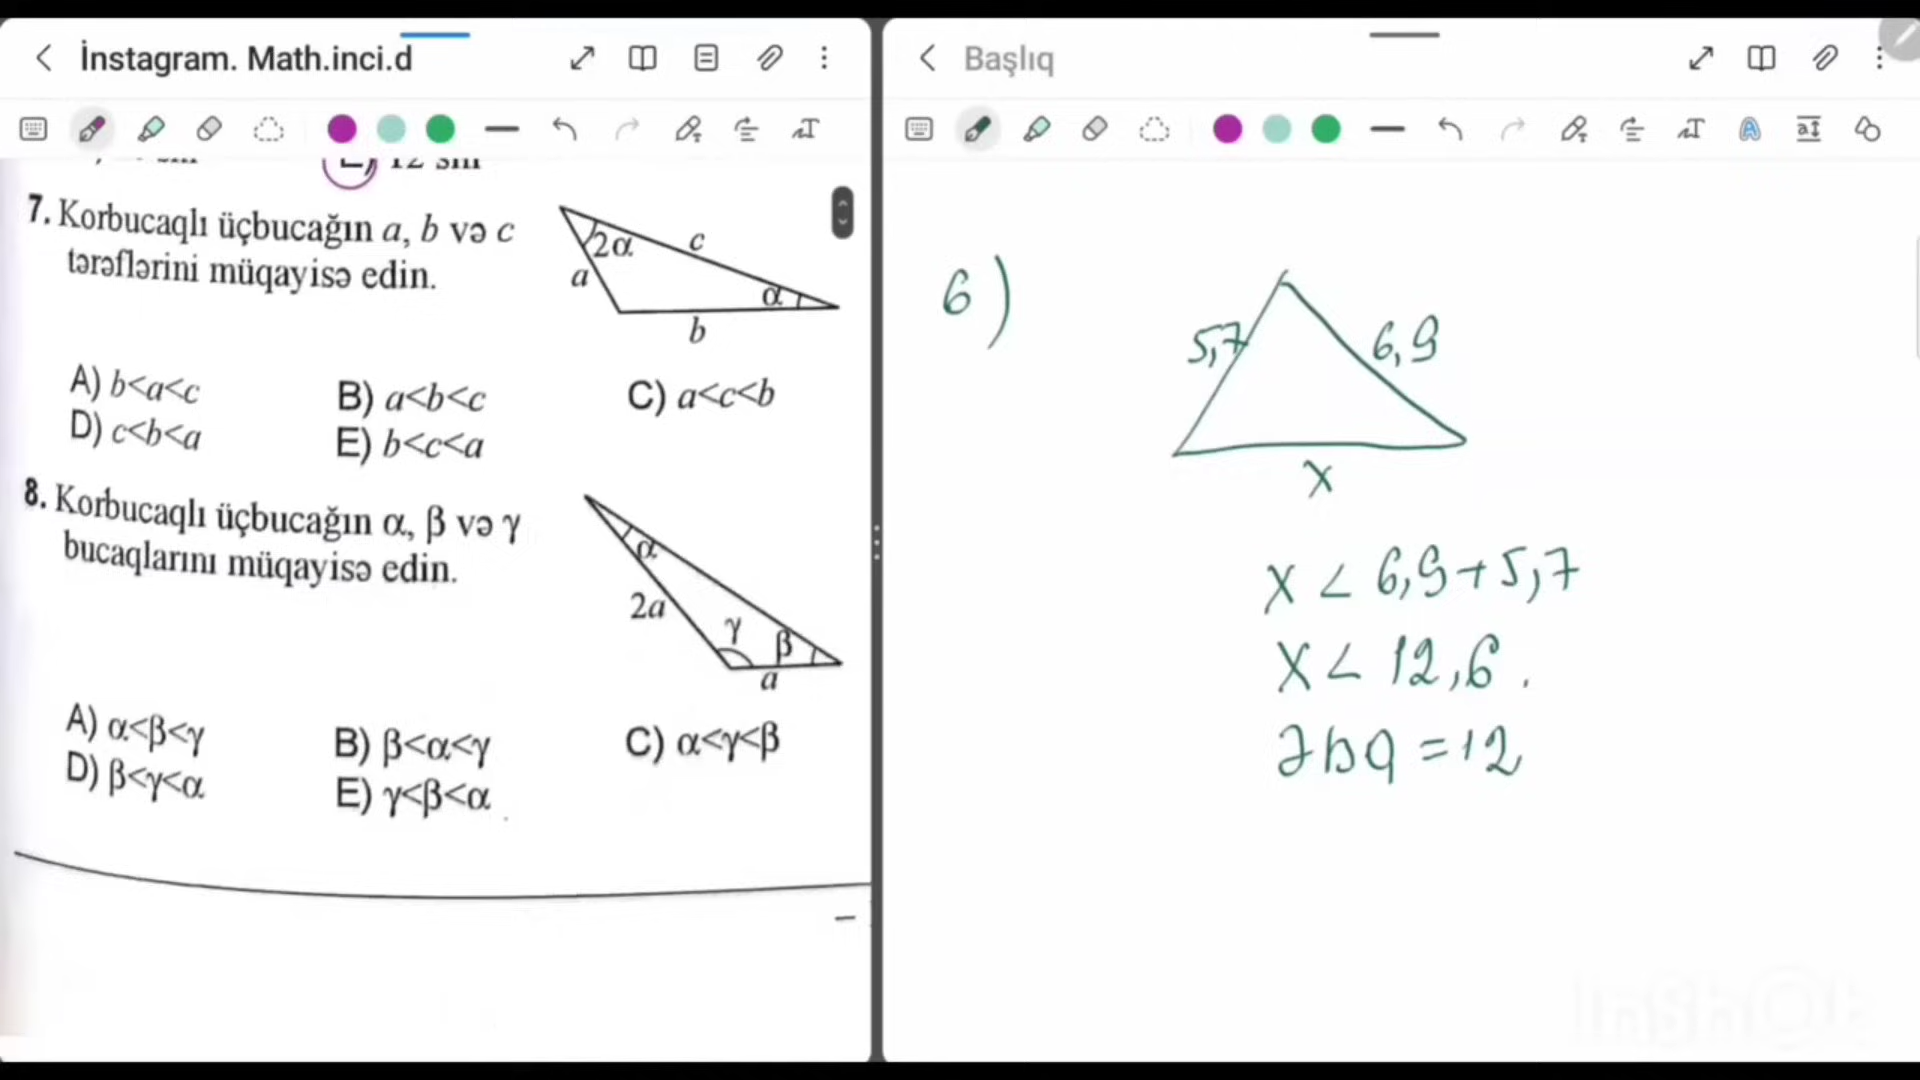 İnstagram. Math.inci.d
7. Korbucaqlı üçbucağın a, b və c
tərəflərini müqayisə edin.
2α
c
a
α
b
A) b<a<c
B) a<b<c
C) a<c<b
D) c<b<a
E) b<c<a
8. Korbucaqlı üçbucağın α, β və γ
bucaqlarını müqayisə edin.
α
2a
γ
β
a
A) α<β<γ
B) β<α<γ
C) α<γ<β
D) β<γ<α
E) γ<β<α
Başlıq
6)
5,7
6,9
x
x < 6,9+5,7
x < 12,6.
ƏBQ =12